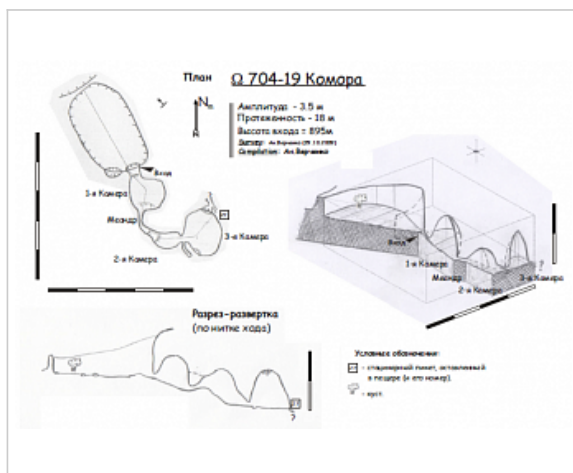 План
Ω 704-19 Комора
Nm
Амплитуда - 3.5 м
Протяженность - 18 м
Высота входа = 895м
Вход
1-я Камера
Меандр
2-я Камера
3-я Камера
Вход
1-я Камера
Меандр
2-я Камера
3-я Камера
?
Разрез-развертка
(по нитке хода)
?
Условные обозначения:
- стационарный пикет, оставленный
в пещере (и его номер).
- куст.